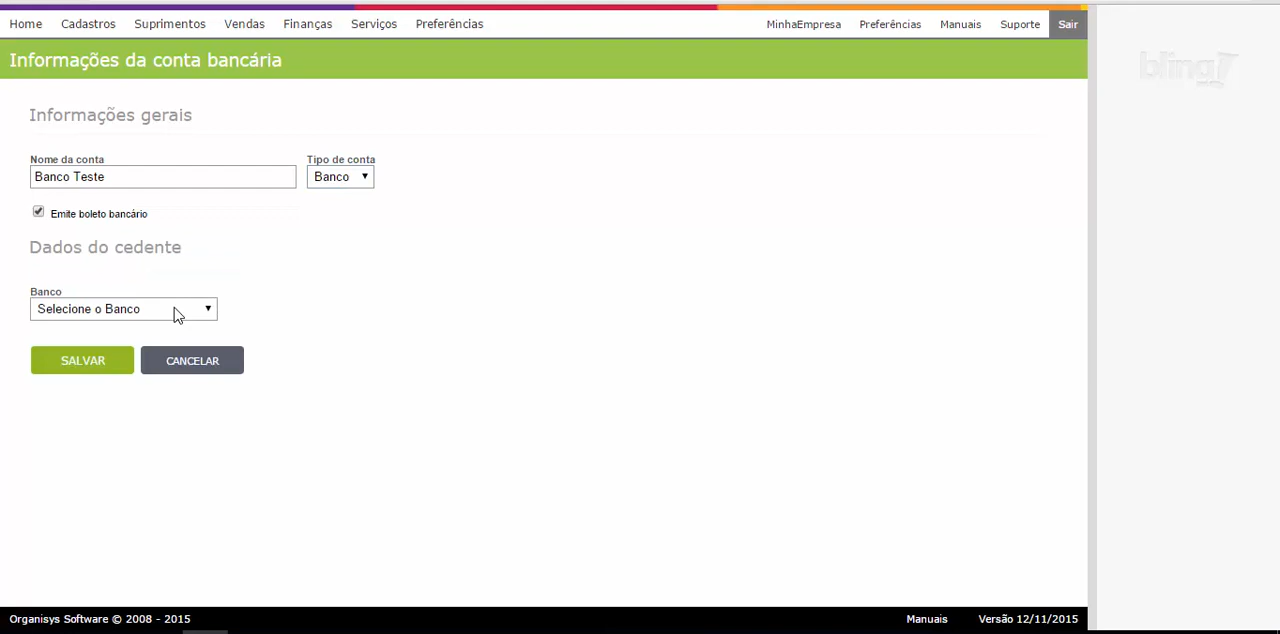 Home Cadastros Suprimentos Vendas Finanças Serviços Preferências MinhaEmpresa Preferências Manuais Suporte Sair
Informações da conta bancária
bling
Informações gerais
Nome da conta Tipo de conta
Banco Teste Banco
Emite boleto bancário
Dados do cedente
Banco
Selecione o Banco
SALVAR CANCELAR
Organisys Software © 2008 - 2015 Manuais Versão 12/11/2015